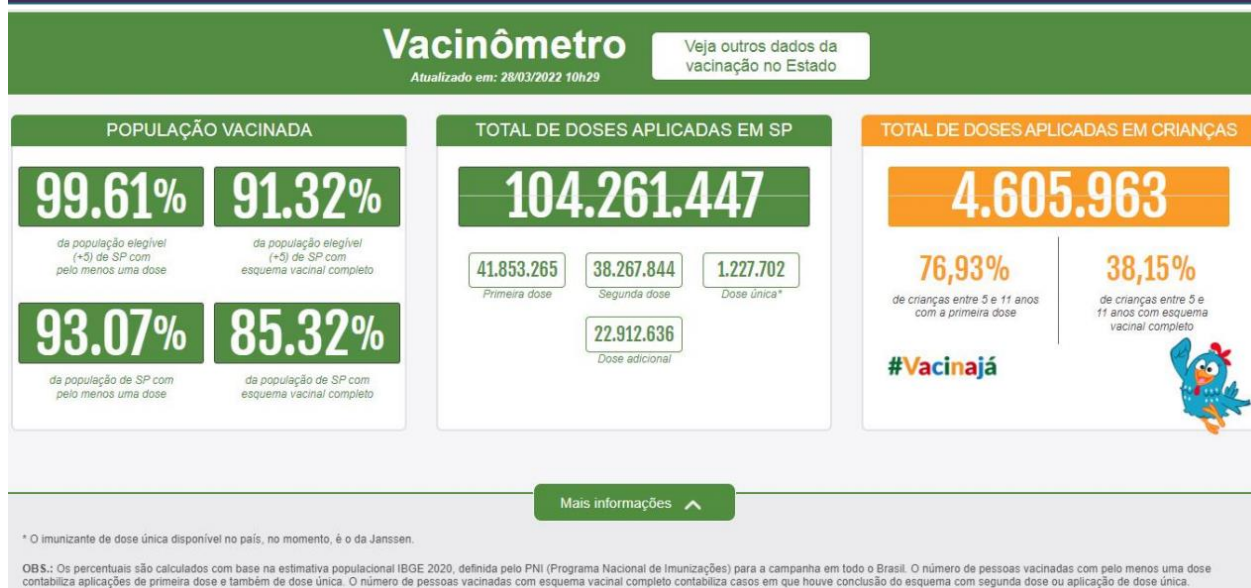 Vacinômetro
Atualizado em: 28/03/2022 10h29
Veja outros dados da
vacinação no Estado
POPULAÇÃO VACINADA
99.61%
da população elegível
(+5) de SP com
pelo menos uma dose
91.32%
da população elegível
(+5) de SP com
esquema vacinal completo
93.07%
da população de SP com
pelo menos uma dose
85.32%
da população de SP com
esquema vacinal completo
TOTAL DE DOSES APLICADAS EM SP
104.261.447
41.853.265
Primeira dose
38.267.844
Segunda dose
1.227.702
Dose única*
22.912.636
Dose adicional
TOTAL DE DOSES APLICADAS EM CRIANÇAS
4.605.963
76,93%
de crianças entre 5 e 11 anos
com a primeira dose
38,15%
de crianças entre 5 e
11 anos com esquema
vacinal completo
#Vacinajá
Mais informações
* O imunizante de dose única disponível no país, no momento, é o da Janssen.
OBS.: Os percentuais são calculados com base na estimativa populacional IBGE 2020, definida pelo PNI (Programa Nacional de Imunizações) para a campanha em todo o Brasil. O número de pessoas vacinadas com pelo menos uma dose
contabiliza aplicações de primeira dose e também de dose única. O número de pessoas vacinadas com esquema vacinal completo contabiliza casos em que houve conclusão do esquema com segunda dose ou aplicação de dose única.